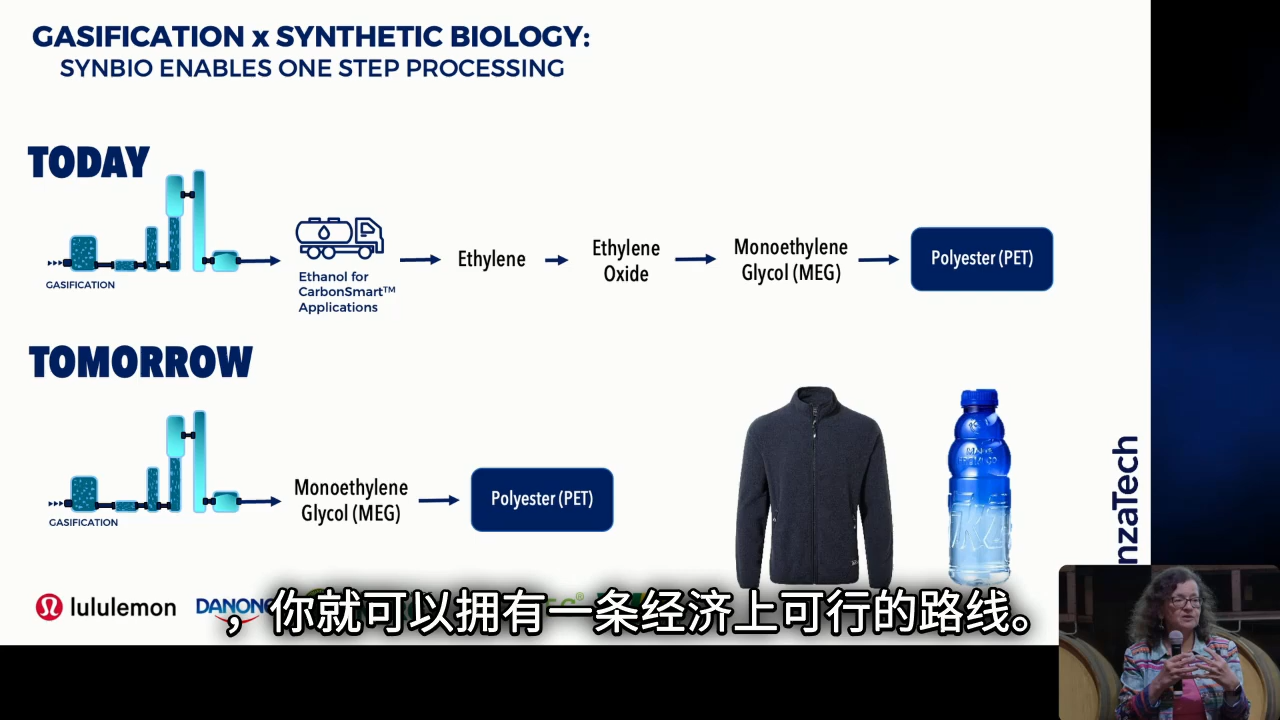 GASIFICATION x SYNTHETIC BIOLOGY:
SYNBIO ENABLES ONE STEP PROCESSING
TODAY
GASIFICATION
Ethanol for
CarbonSmart™
Applications
Ethylene
Ethylene
Oxide
Monoethylene
Glycol (MEG)
Polyester (PET)
TOMORROW
GASIFICATION
Monoethylene
Glycol (MEG)
Polyester (PET)
nzaTech
lululemon
DANON
，你就可以拥有一条经济上可行的路线。